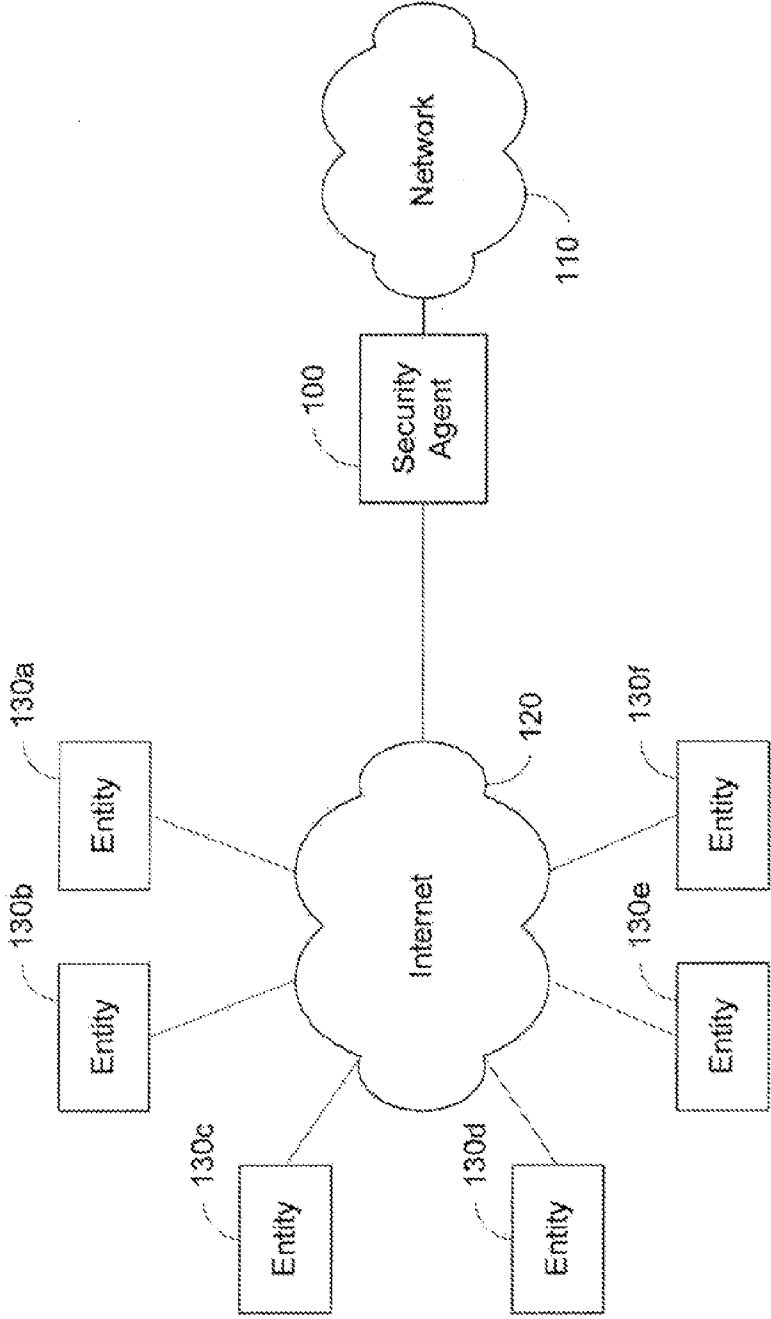 Entity
130c
Entity
130b
Entity
130a
Entity
130d
Internet
120
Entity
130e
Entity
130f
Security
Agent
100
Network
110